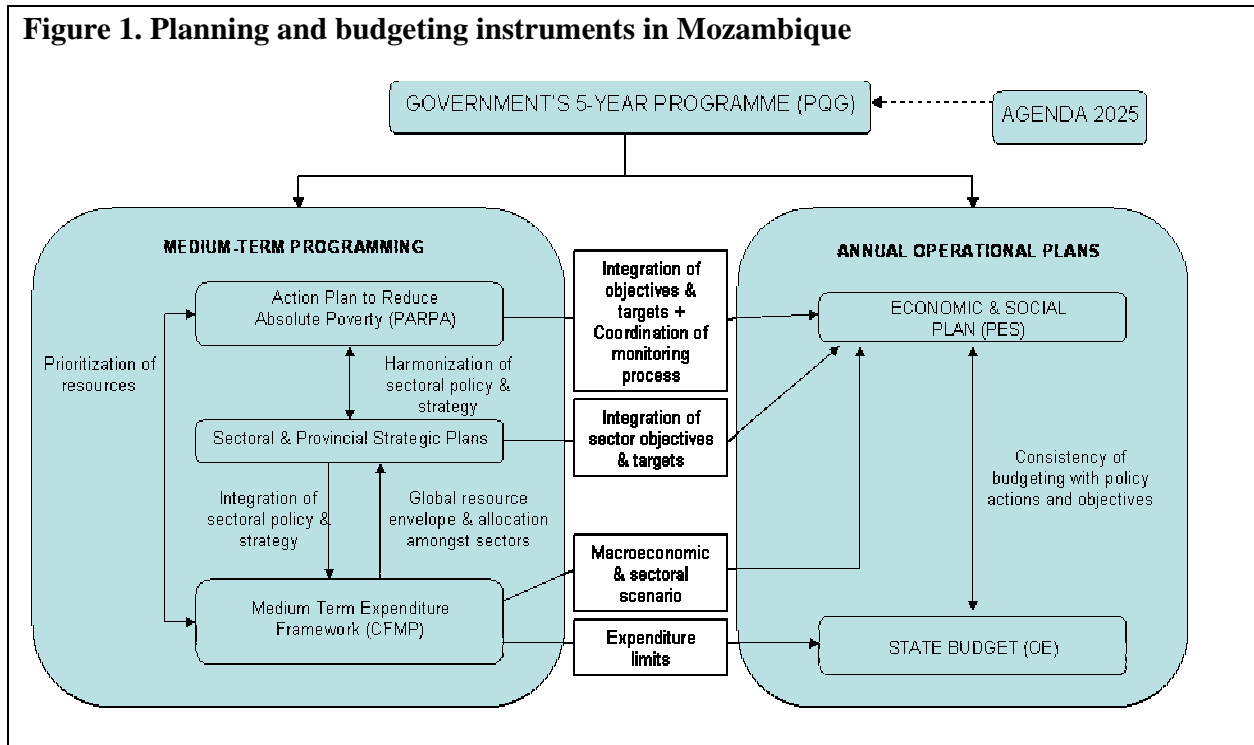 Figure 1. Planning and budgeting instruments in Mozambique
GOVERNMENT'S 5-YEAR PROGRAMME (PQG)
AGENDA 2025
MEDIUM-TERM PROGRAMMING
Action Plan to Reduce
Absolute Poverty (PARPA)
Prioritization of
resources
Harmonization of
sectoral policy &
strategy
Sectoral & Provincial Strategic Plans
Integration of
sectoral policy &
strategy
Global resource
envelope & allocation
amongst sectors
Medium Term Expenditure
Framework (CFMP)
Integration of
objectives &
targets +
Coordination of
monitoring
process
Integration of
sector objectives
& targets
Macroeconomic
& sectoral
scenario
Expenditure
limits
ANNUAL OPERATIONAL PLANS
ECONOMIC & SOCIAL
PLAN (PES)
Consistency of
budgeting with policy
actions and objectives
STATE BUDGET (OE)